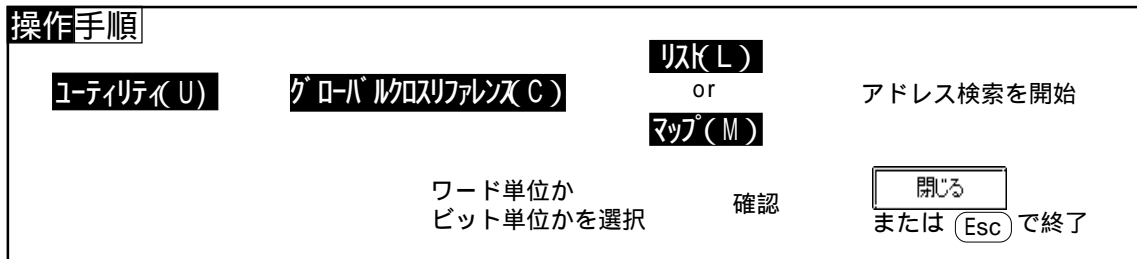 操作手順
ﾘｽﾄ(L)
ﾕｰﾃｨﾘﾃｨ(U) ｸﾞﾛｰﾊﾞﾙｸﾛｽﾘﾌｧﾚﾝｽ(C) or アドレス検索を開始
ﾏｯﾌﾟ(M)
ワード単位か
ビット単位かを選択 確認 閉じる
または Esc で終了